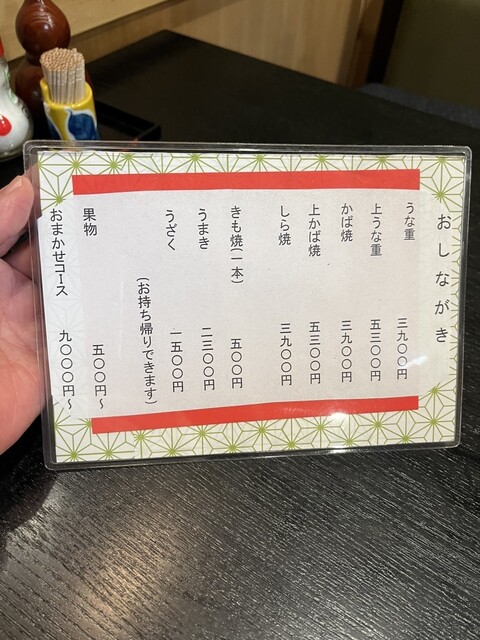 おしながき
うな重 三九〇〇円
上うな重 五三〇〇円
かば焼 三九〇〇円
上かば焼 五三〇〇円
しら焼 三九〇〇円
きも焼(一本) 五〇〇円
うまき 二三〇〇円
うざく 一五〇〇円
(お持ち帰りできます)
果物 五〇〇円〜
おまかせコース 九〇〇〇円〜